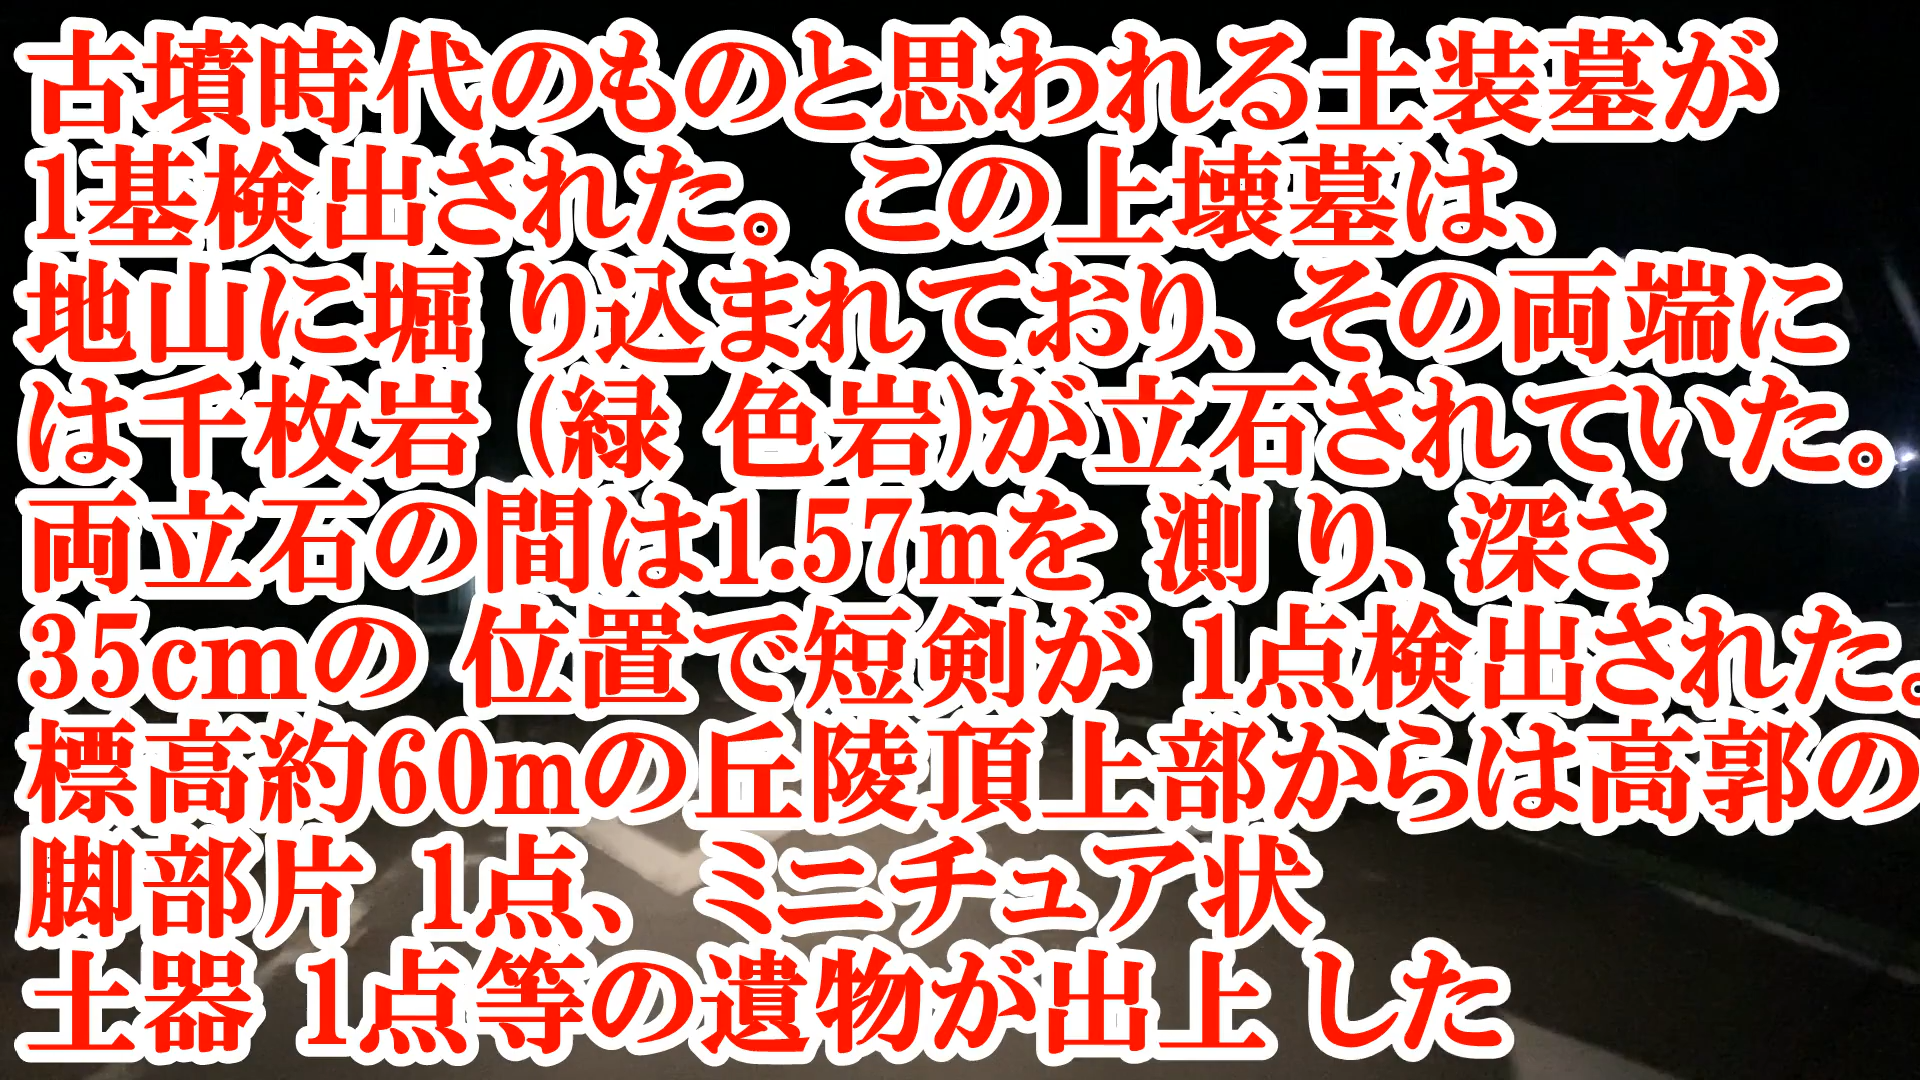 古墳時代のものと思われる土装墓が
1基検出された。 この上壊墓は、
地山に堀 り込まれており、その両端に
は千枚岩 (緑 色岩)が立石されていた。
両立石の間は1.57mを 測 り、深さ
35cmの 位置で短剣が 1点検出された。
標高約60mの丘陵頂上部からは高郭の
脚部片 1点、ミニチュア状
土器 1点等の遺物が出上 した